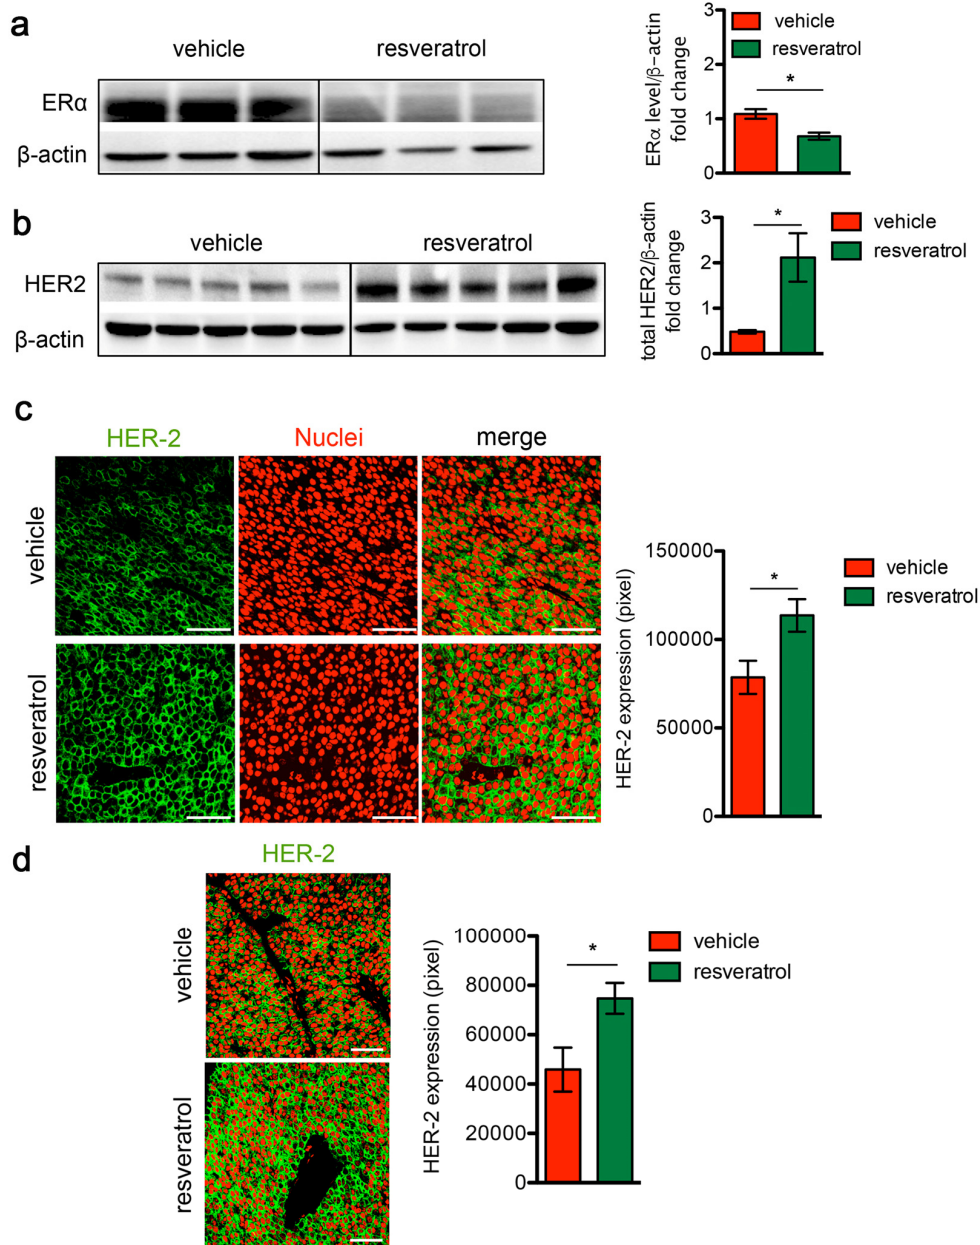 a
vehicle
resveratrol
ERα
β-actin
3
2
1
0
ERα level/β-actin
fold change
vehicle
resveratrol
*
b
vehicle
resveratrol
HER2
β-actin
3
2
1
0
total HER2/β-actin
fold change
*
vehicle
resveratrol
c
HER-2
Nuclei
merge
vehicle
resveratrol
150000
100000
50000
0
HER-2 expression (pixel)
*
vehicle
resveratrol
d
HER-2
vehicle
resveratrol
100000
80000
60000
40000
20000
0
HER-2 expression (pixel)
*
vehicle
resveratrol